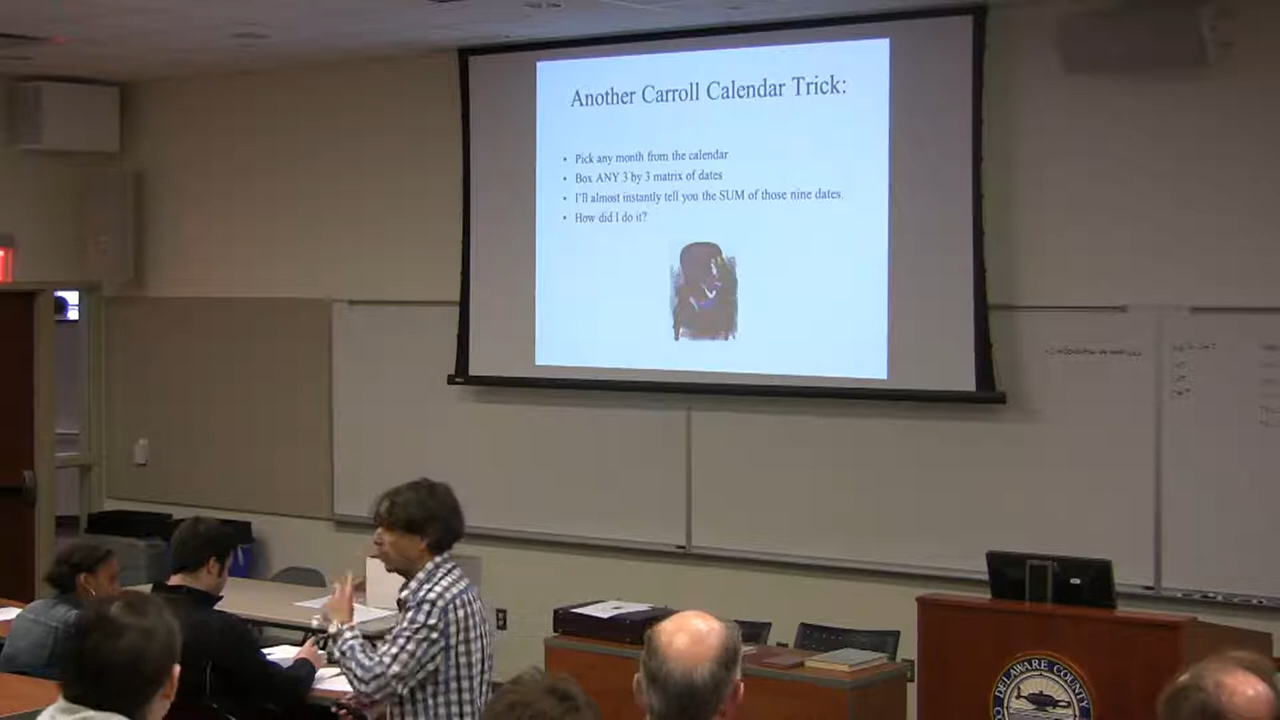 Another Carroll Calendar Trick:
• Pick any month from the calendar
• Box ANY 3 by 3 matrix of dates
• I'll almost instantly tell you the SUM of those nine dates.
• How did I do it?
DELAWARE COUNTY